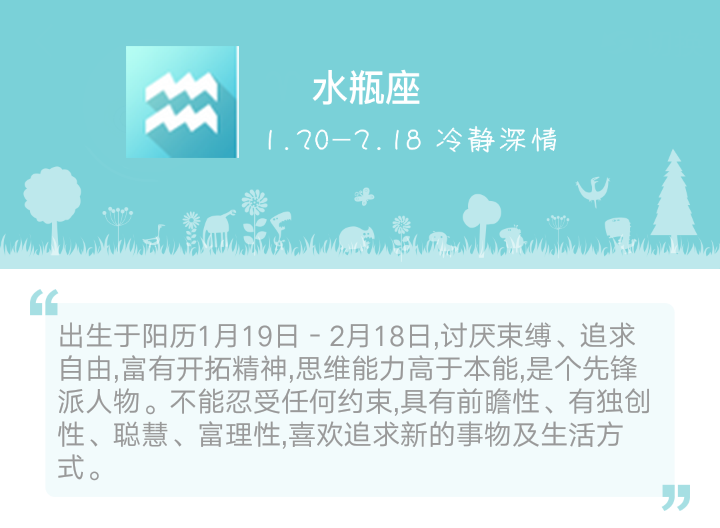 水瓶座
1.20-2.18 冷静深情
出生于阳历1月19日 - 2月18日,讨厌束缚、追求
自由,富有开拓精神,思维能力高于本能,是个先锋
派人物。不能忍受任何约束,具有前瞻性、有独创
性、聪慧、富理性,喜欢追求新的事物及生活方
式。